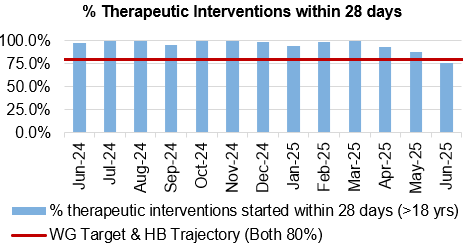 % Therapeutic Interventions within 28 days
100.0%
75.0%
50.0%
25.0%
0.0%
Jun-24
Jul-24
Aug-24
Sep-24
Oct-24
Nov-24
Dec-24
Jan-25
Feb-25
Mar-25
Apr-25
May-25
Jun-25
% therapeutic interventions started within 28 days (>18 yrs)
WG Target & HB Trajectory (Both 80%)